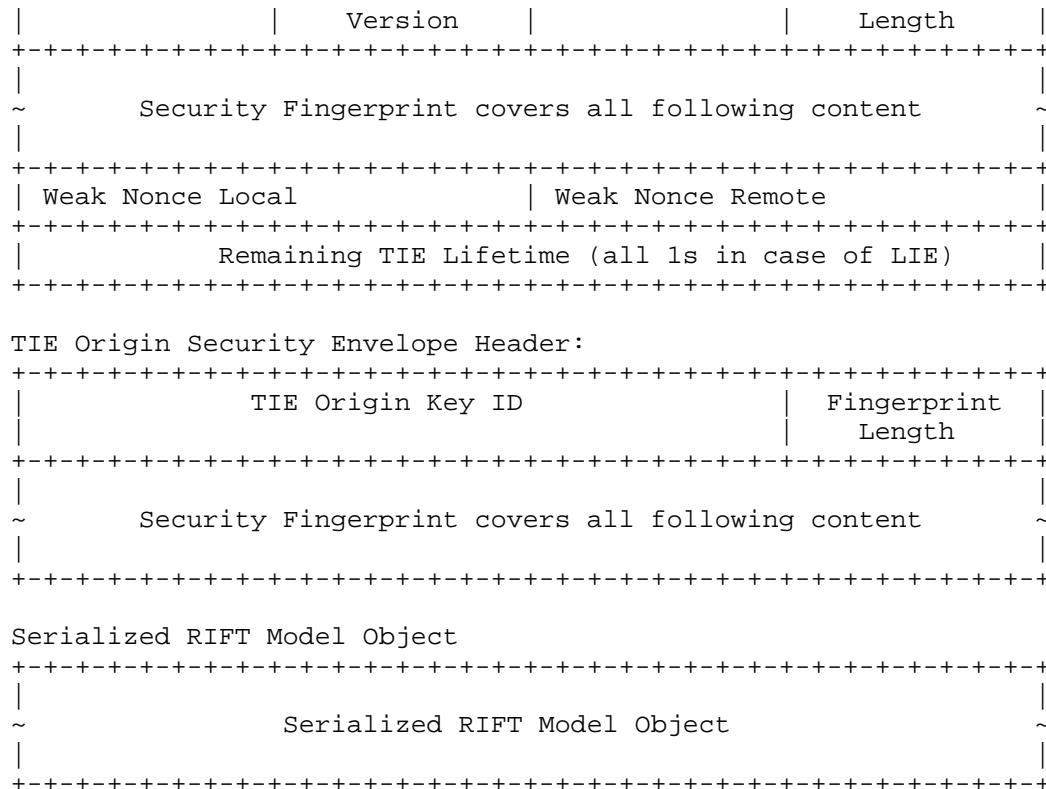 |               |    Version    |               |    Length     |
+-+-+-+-+-+-+-+-+-+-+-+-+-+-+-+-+-+-+-+-+-+-+-+-+-+-+-+-+-+-+-+-+
|                                                               |
~       Security Fingerprint covers all following content       ~
|                                                               |
+-+-+-+-+-+-+-+-+-+-+-+-+-+-+-+-+-+-+-+-+-+-+-+-+-+-+-+-+-+-+-+-+
| Weak Nonce Local              | Weak Nonce Remote             |
+-+-+-+-+-+-+-+-+-+-+-+-+-+-+-+-+-+-+-+-+-+-+-+-+-+-+-+-+-+-+-+-+
|            Remaining TIE Lifetime (all 1s in case of LIE)     |
+-+-+-+-+-+-+-+-+-+-+-+-+-+-+-+-+-+-+-+-+-+-+-+-+-+-+-+-+-+-+-+-+

TIE Origin Security Envelope Header:
+-+-+-+-+-+-+-+-+-+-+-+-+-+-+-+-+-+-+-+-+-+-+-+-+-+-+-+-+-+-+-+-+
|              TIE Origin Key ID                |  Fingerprint  |
|                                               |    Length     |
+-+-+-+-+-+-+-+-+-+-+-+-+-+-+-+-+-+-+-+-+-+-+-+-+-+-+-+-+-+-+-+-+
|                                                               |
~       Security Fingerprint covers all following content       ~
|                                                               |
+-+-+-+-+-+-+-+-+-+-+-+-+-+-+-+-+-+-+-+-+-+-+-+-+-+-+-+-+-+-+-+-+

Serialized RIFT Model Object
+-+-+-+-+-+-+-+-+-+-+-+-+-+-+-+-+-+-+-+-+-+-+-+-+-+-+-+-+-+-+-+-+
|                                                               |
~                Serialized RIFT Model Object                   ~
|                                                               |
+-+-+-+-+-+-+-+-+-+-+-+-+-+-+-+-+-+-+-+-+-+-+-+-+-+-+-+-+-+-+-+-+